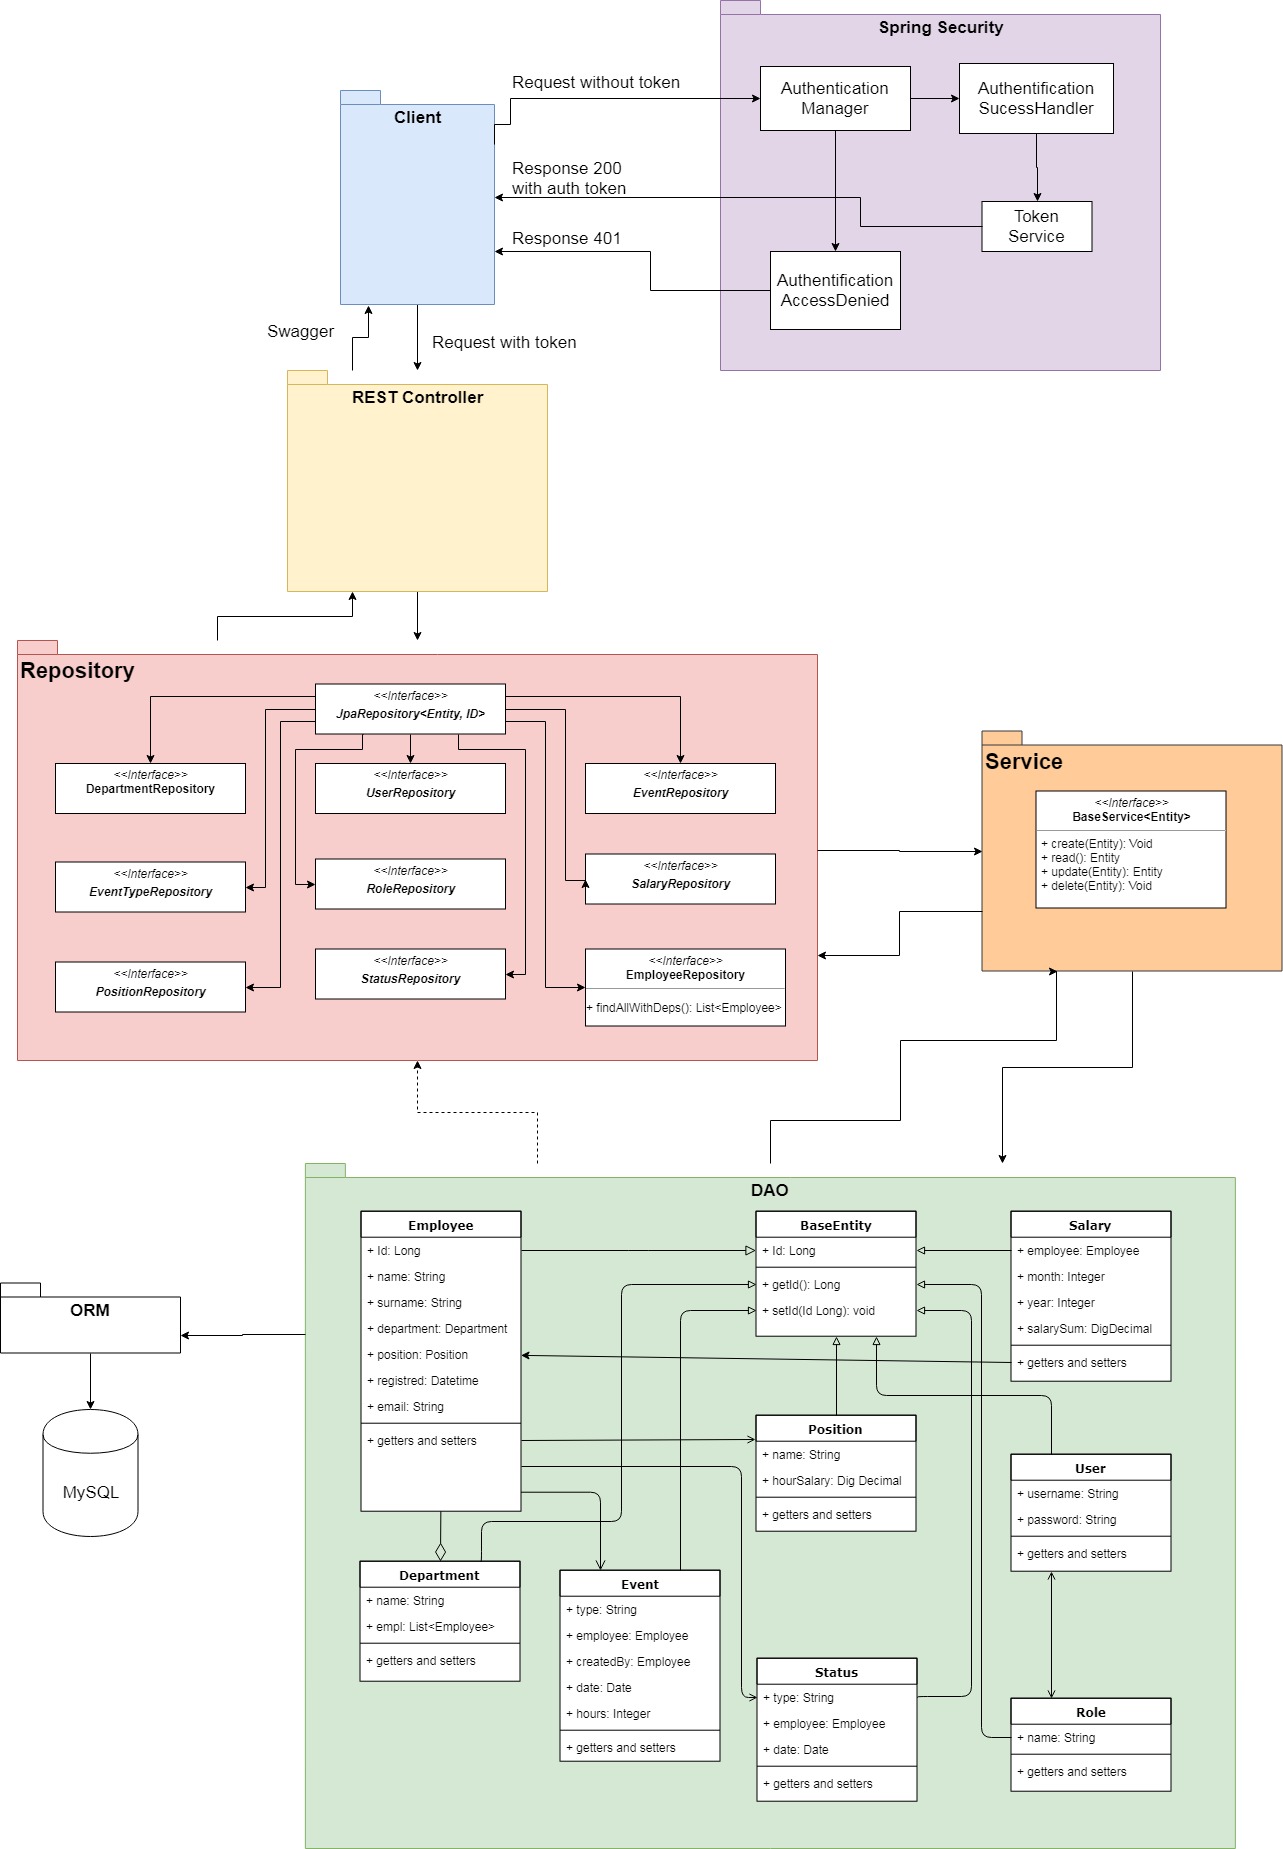 Spring Security
Request without token
Authentication
Manager
Authentification
SucessHandler
Client
Response 200
with auth token
Token
Service
Response 401
Authentification
AccessDenied
Swagger
Request with token
REST Controller
Repository
<<Interface>>
JpaRepository<Entity, ID>
<<Interface>>
DepartmentRepository
<<Interface>>
UserRepository
<<Interface>>
EventRepository
<<Interface>>
EventTypeRepository
<<Interface>>
RoleRepository
<<Interface>>
SalaryRepository
<<Interface>>
PositionRepository
<<Interface>>
StatusRepository
<<Interface>>
EmployeeRepository
+ findAllWithDeps(): List<Employee>
Service
<<Interface>>
BaseService<Entity>
+ create(Entity): Void
+ read(): Entity
+ update(Entity): Entity
+ delete(Entity): Void
DAO
Employee
+ Id: Long
+ name: String
+ surname: String
+ department: Department
+ position: Position
+ registred: Datetime
+ email: String
+ getters and setters
BaseEntity
+ Id: Long
+ getId(): Long
+ setId(Id Long): void
Salary
+ employee: Employee
+ month: Integer
+ year: Integer
+ salarySum: DigDecimal
+ getters and setters
ORM
MySQL
Position
+ name: String
+ hourSalary: Dig Decimal
+ getters and setters
User
+ username: String
+ password: String
+ getters and setters
Department
+ name: String
+ empl: List<Employee>
+ getters and setters
Event
+ type: String
+ employee: Employee
+ createdBy: Employee
+ date: Date
+ hours: Integer
+ getters and setters
Status
+ type: String
+ employee: Employee
+ date: Date
+ getters and setters
Role
+ name: String
+ getters and setters